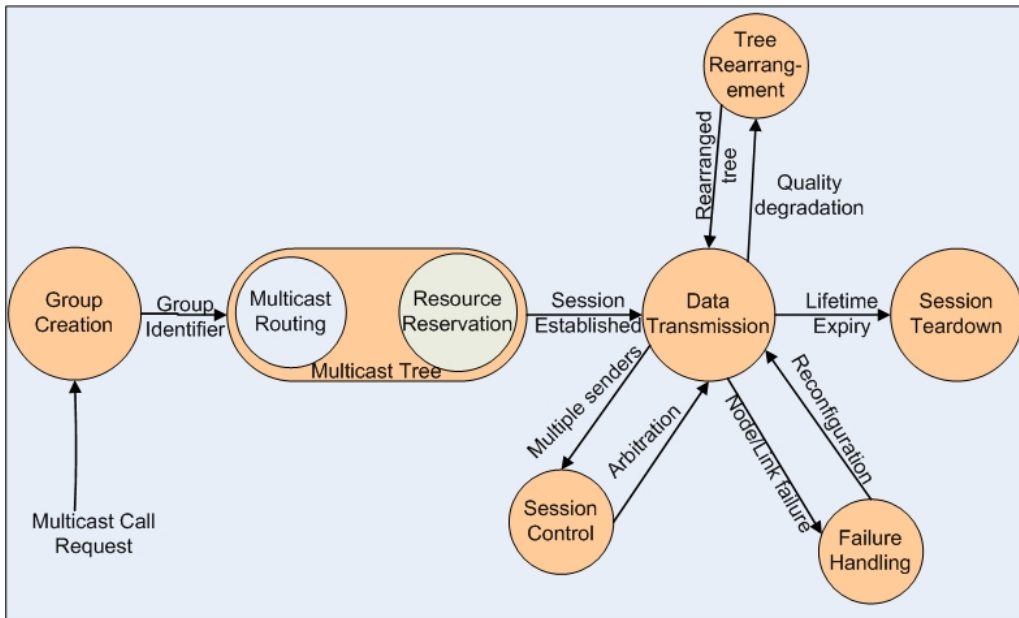 Tree
Rearrang-
ement
Rearranged
tree
Quality
degradation
Group
Creation
Group
Identifier
Multicast
Routing
Resource
Reservation
Multicast Tree
Session
Established
Data
Transmission
Lifetime
Expiry
Session
Teardown
Multiple senders
Arbitration
Node/Link failure
Reconfiguration
Multicast Call
Request
Session
Control
Failure
Handling